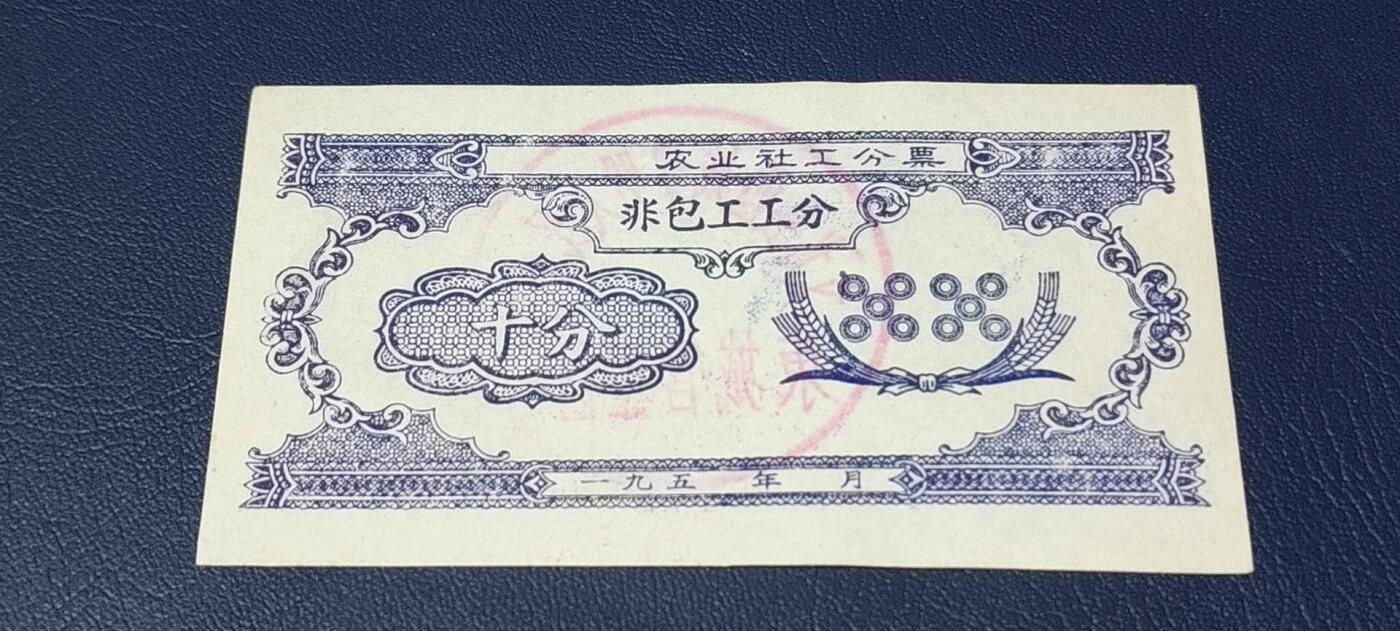 农业社工分票
非包工工分
十分
一九五 年 月